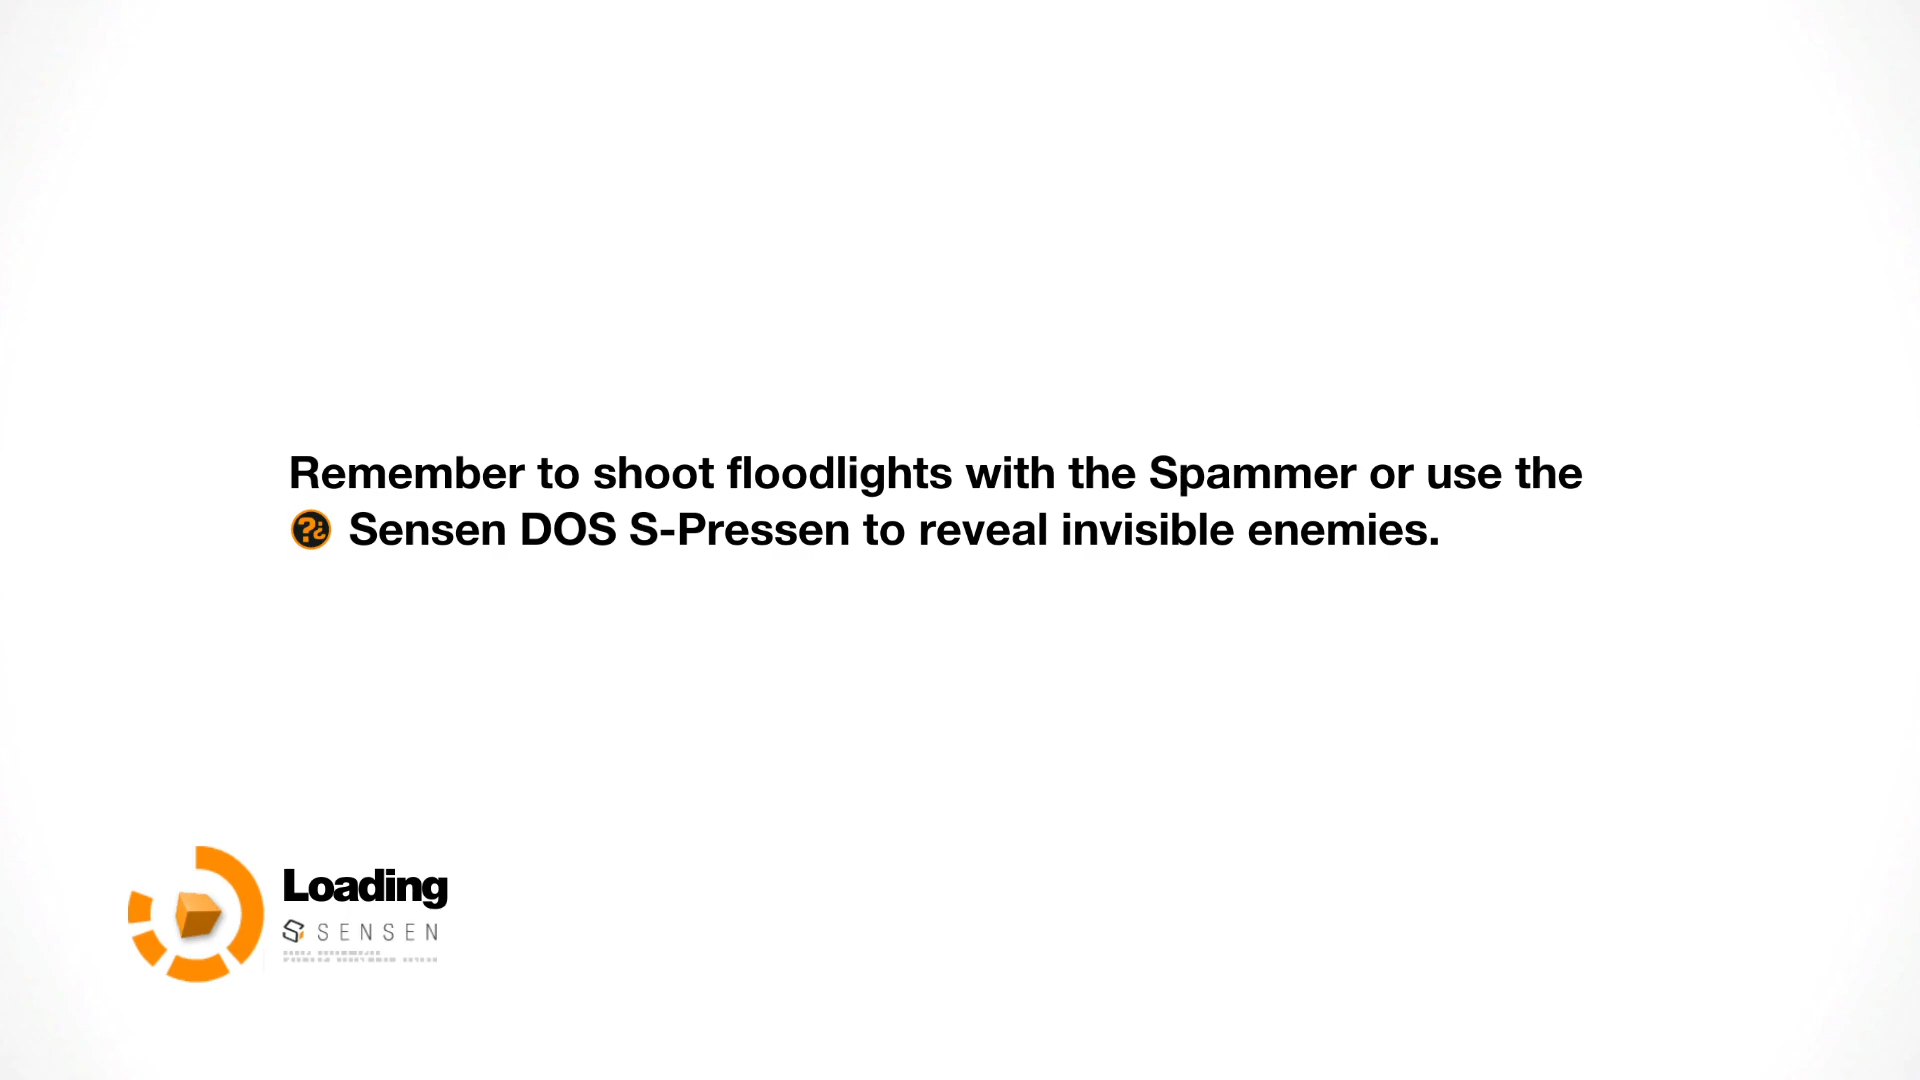 Remember to shoot floodlights with the Spammer or use the
Sensen DOS S-Pressen to reveal invisible enemies.
Loading
SENSEN